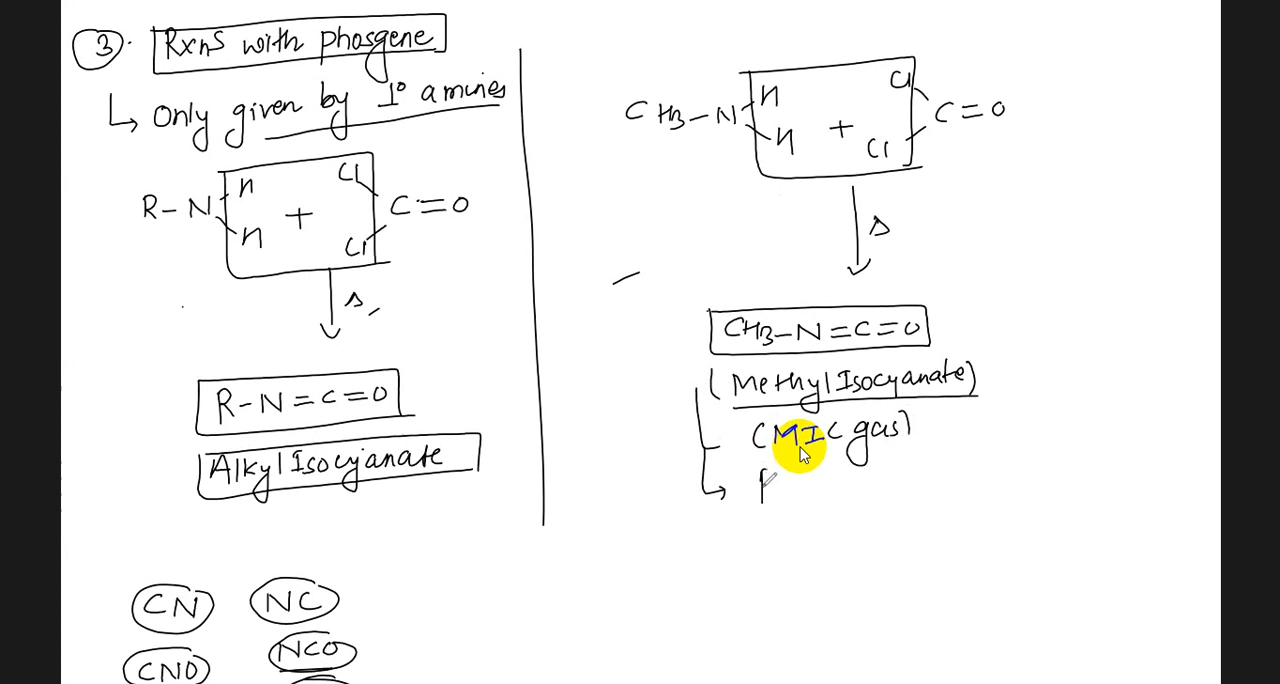 3. Rxns with phosgene
↳ Only given by 1° amines
R-N H H + Cl Cl C=O
Δ
R-N=C=O
Alkyl Isocyanate
CN NC
CNO NCO
CH3-N H H + Cl Cl C=O
Δ
CH3-N=C=O
(Methyl Isocyanate)
(MIC gas)